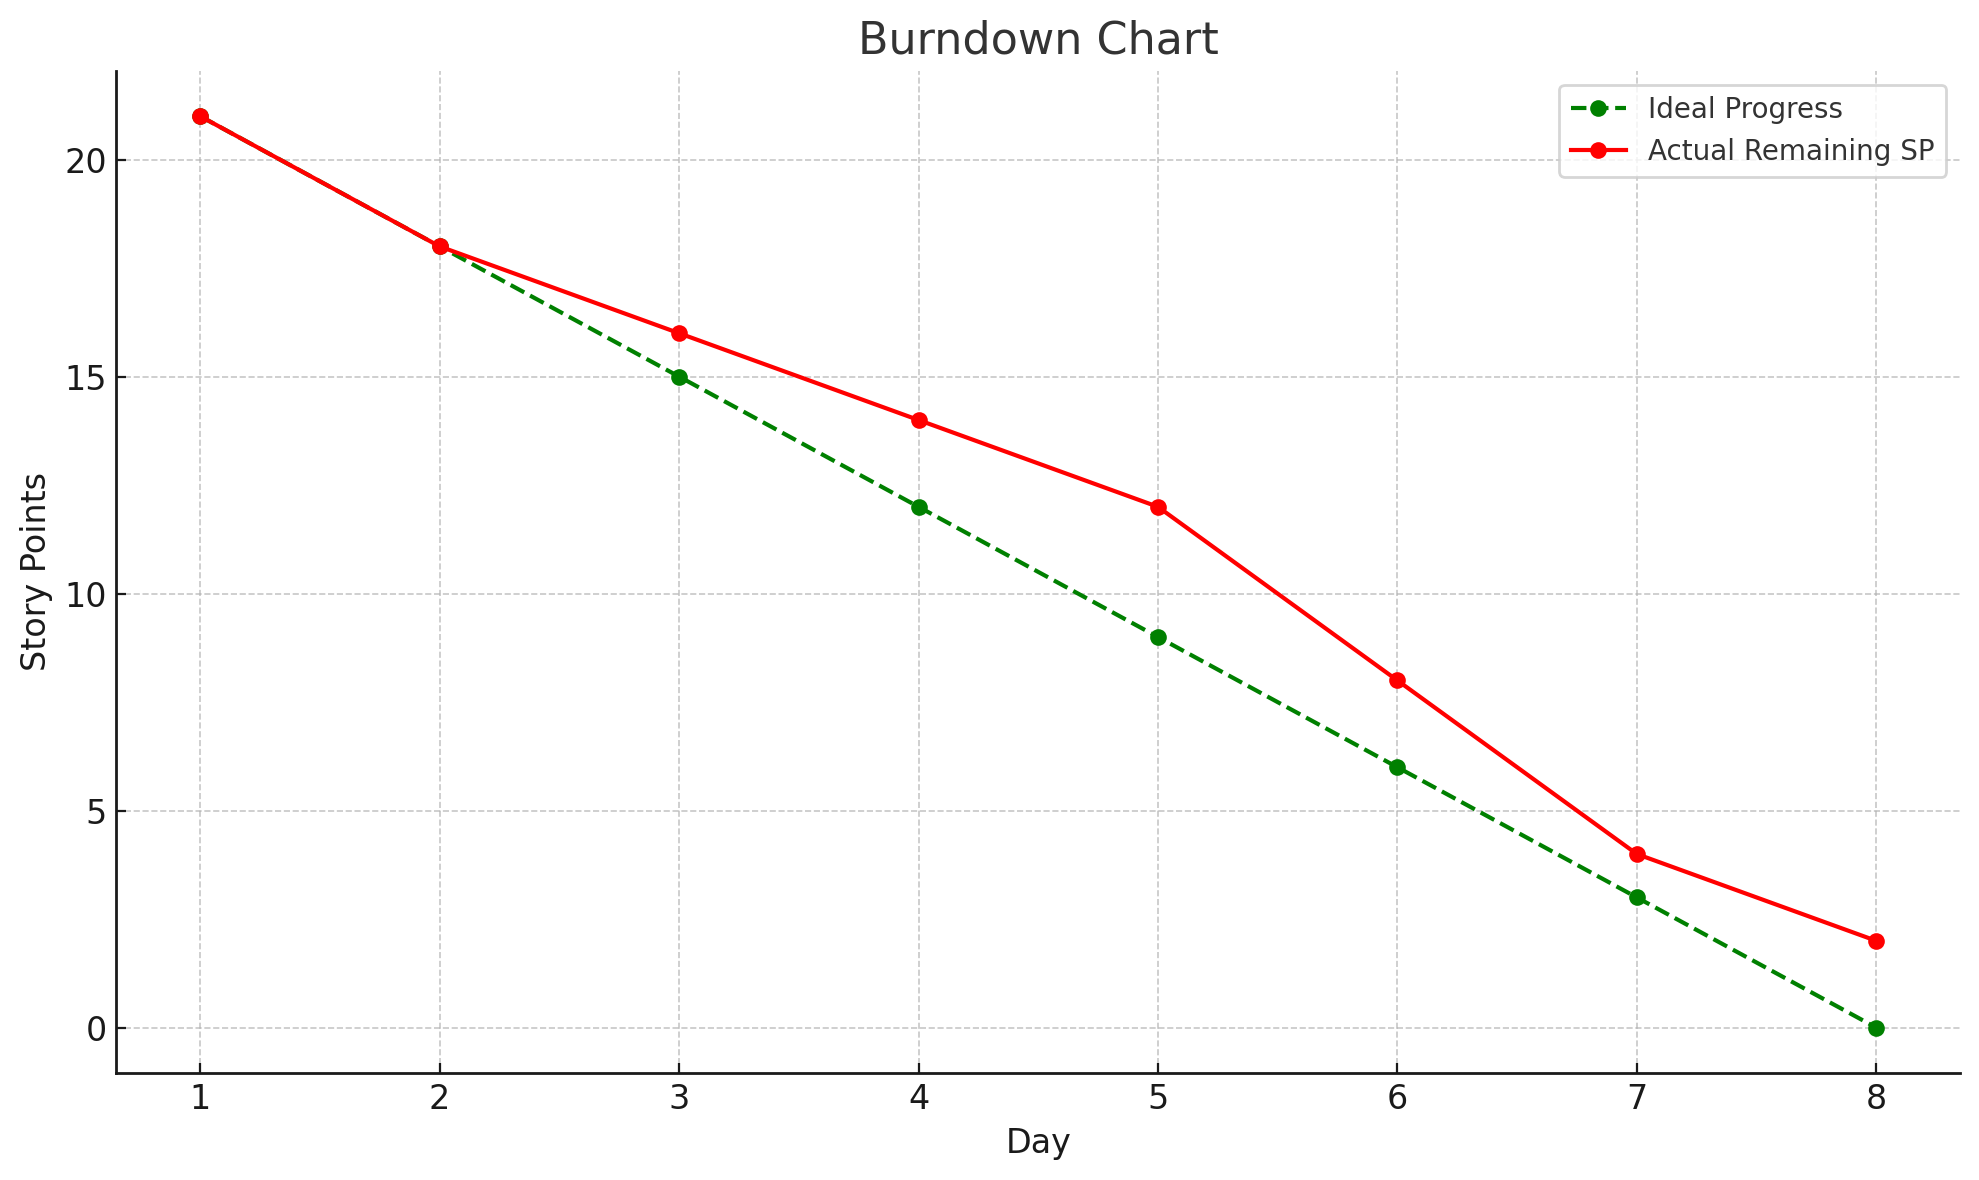 Burndown Chart
Ideal Progress
Actual Remaining SP
20
15
10
5
0
Story Points
1 2 3 4 5 6 7 8
Day